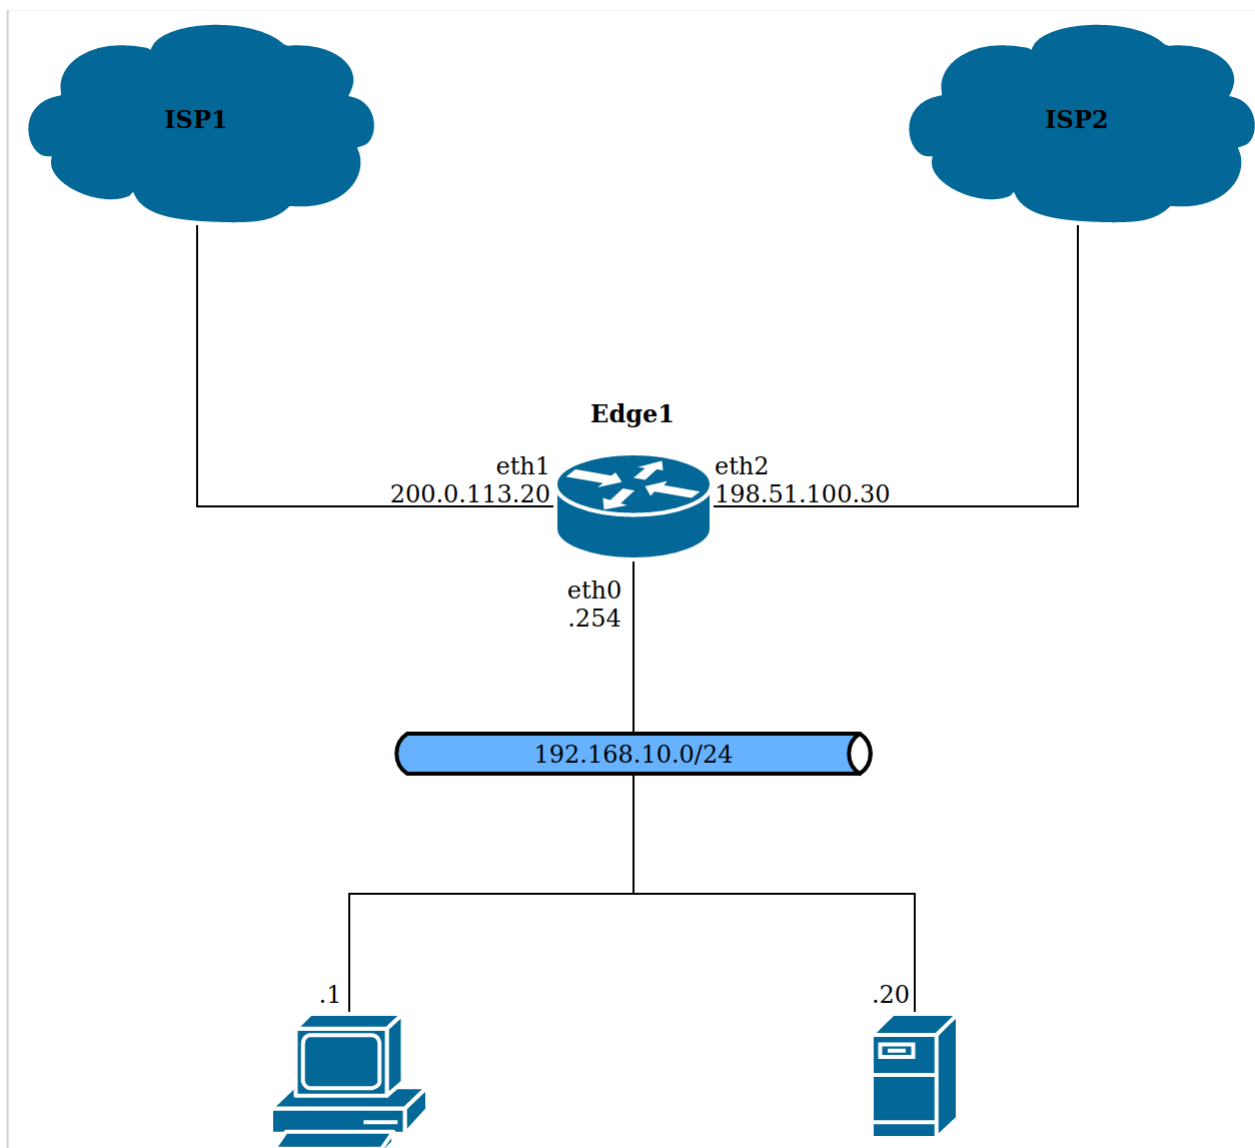 ISP1
ISP2
Edge1
eth1
200.0.113.20
eth2
198.51.100.30
eth0
.254
192.168.10.0/24
.1
.20